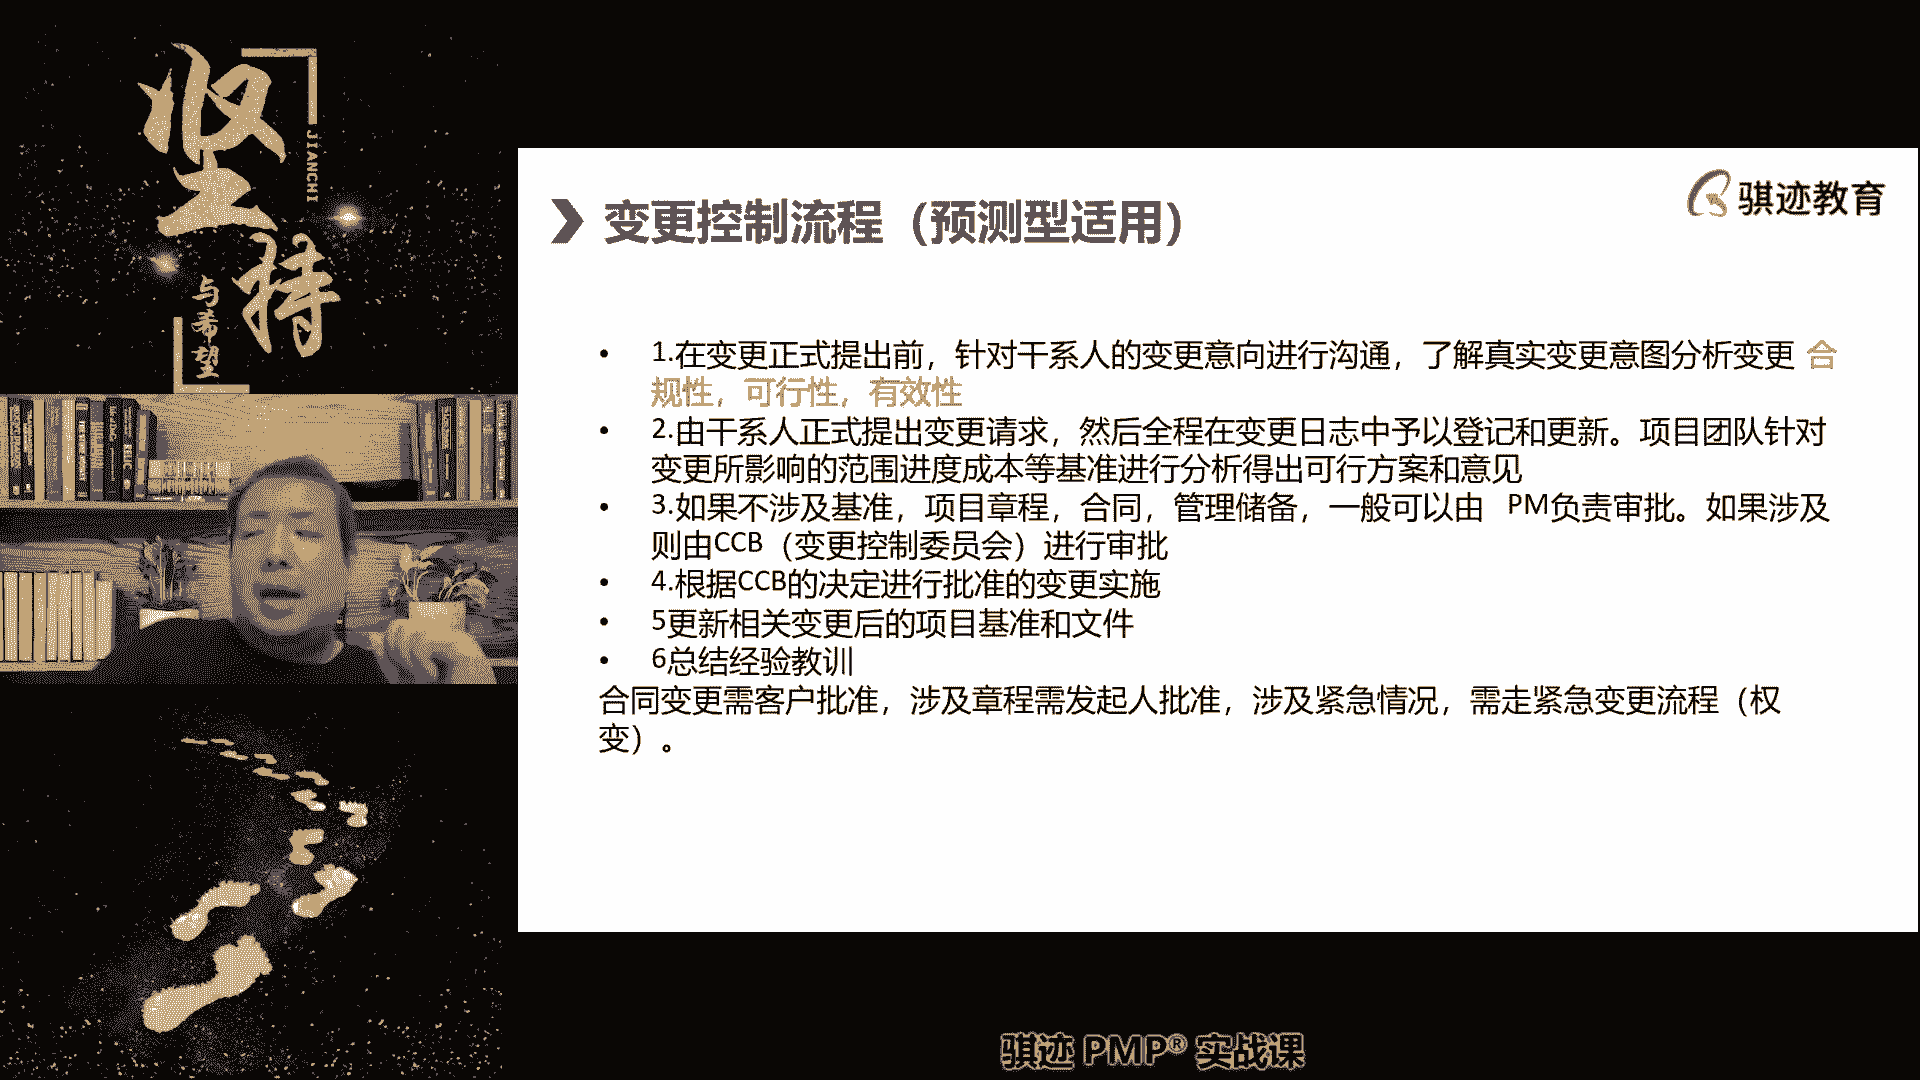 坚持
JIANCHI
与希望
骐迹教育
变更控制流程（预测型适用）
• 1.在变更正式提出前，针对干系人的变更意向进行沟通，了解真实变更意图分析变更 合
规性，可行性，有效性
• 2.由干系人正式提出变更请求，然后全程在变更日志中予以登记和更新。项目团队针对
变更所影响的范围进度成本等基准进行分析得出可行方案和意见
• 3.如果不涉及基准，项目章程，合同，管理储备，一般可以由 PM负责审批。如果涉及
则由CCB（变更控制委员会）进行审批
• 4.根据CCB的决定进行批准的变更实施
• 5更新相关变更后的项目基准和文件
• 6总结经验教训
合同变更需客户批准，涉及章程需发起人批准，涉及紧急情况，需走紧急变更流程（权
变）。
骐迹 PMP® 实战课